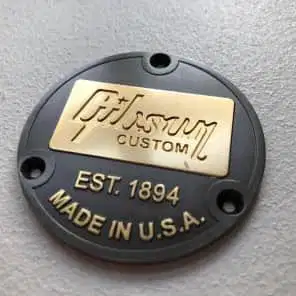 Gibson
CUSTOM
EST. 1894
MADE IN U.S.A.